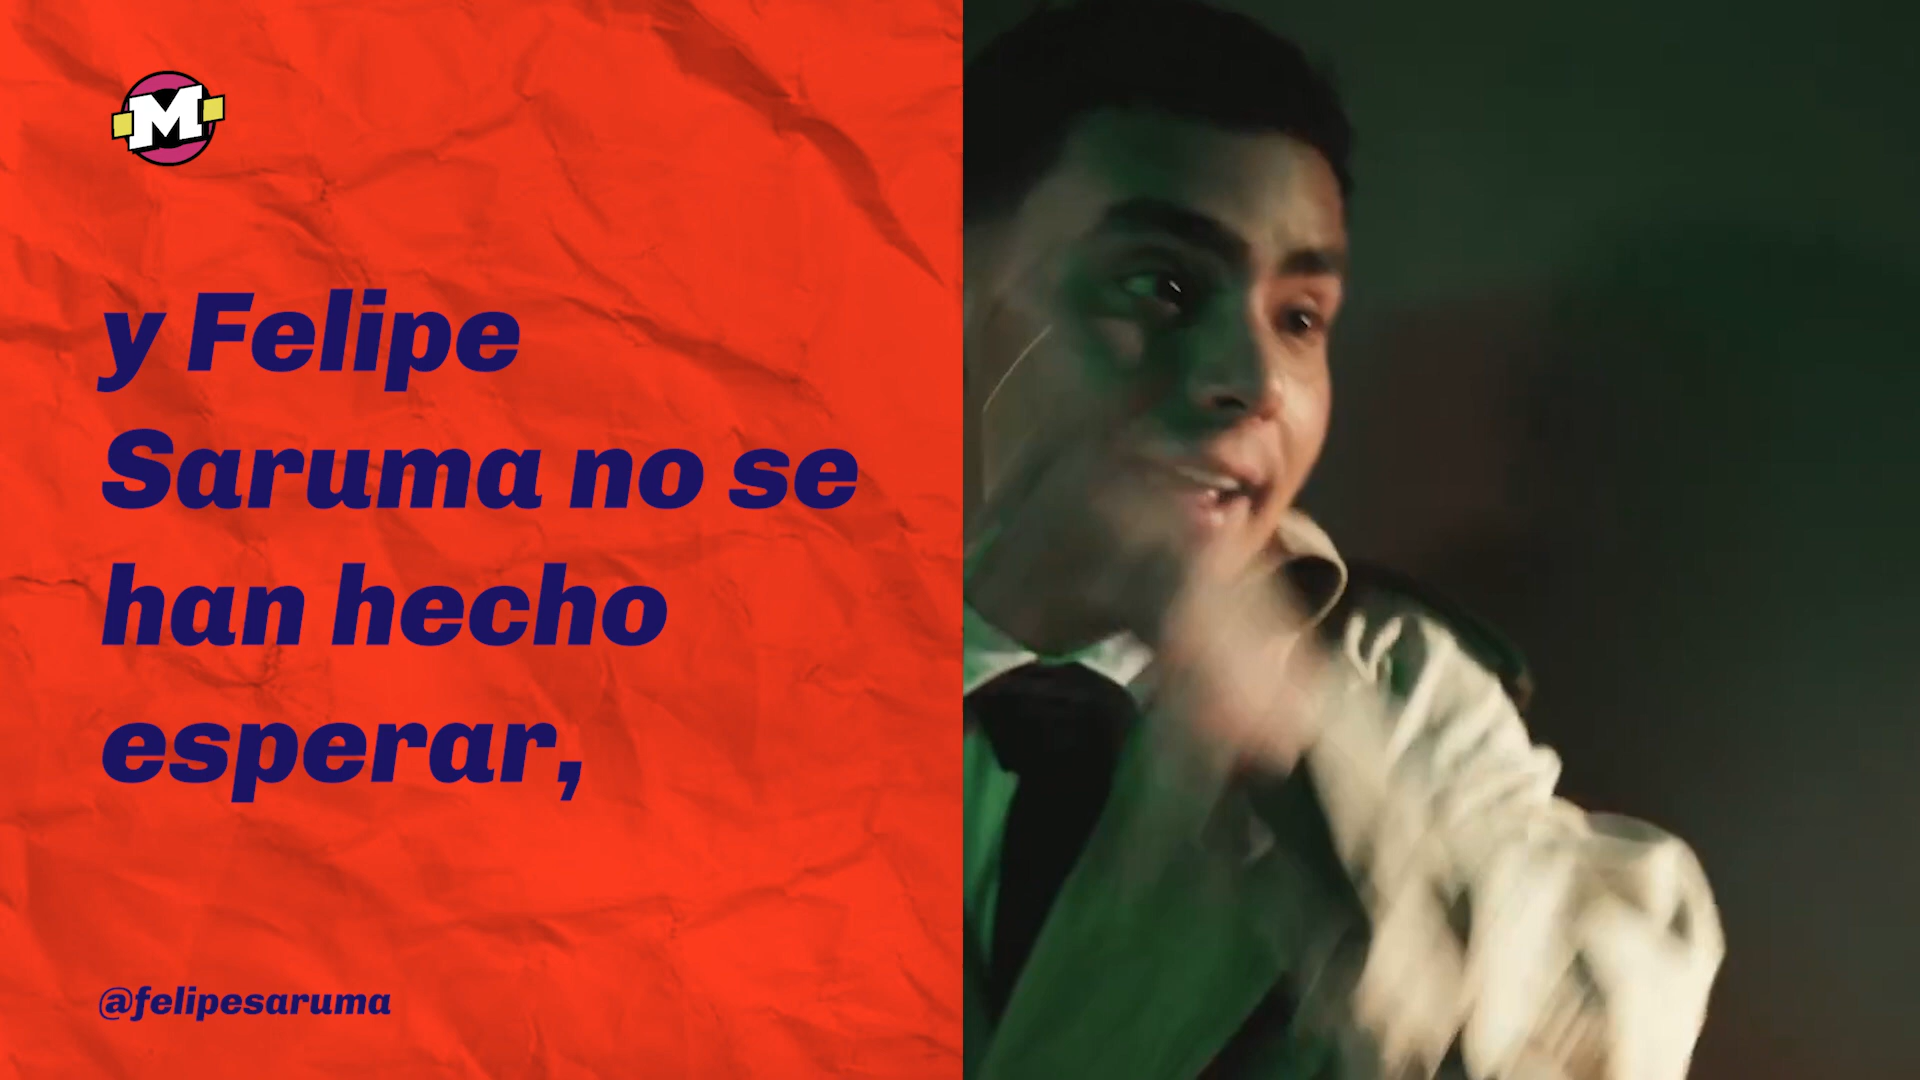 M
y Felipe
Saruma no se
han hecho
esperar,
@felipesaruma